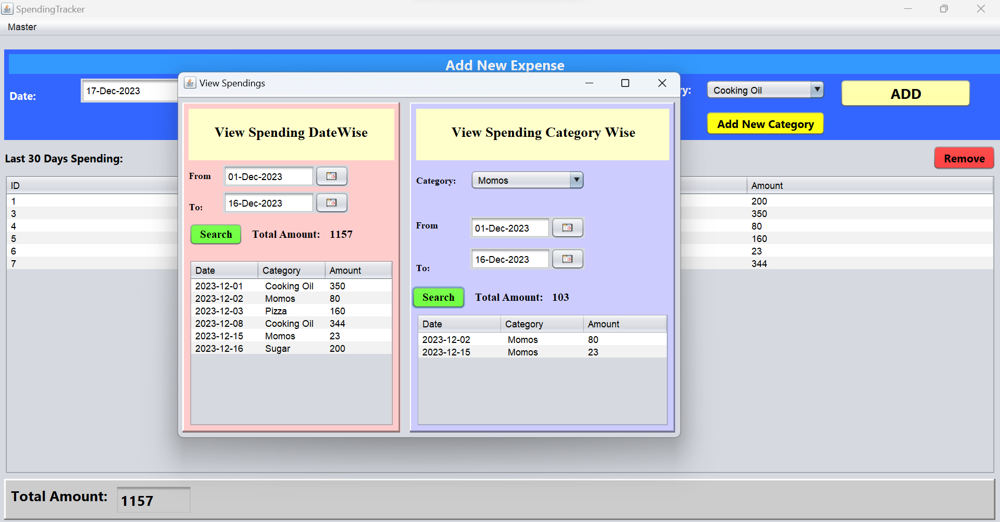 SpendingTracker
Master
Add New Expense
Date:
17-Dec-2023
ry:
Cooking Oil
ADD
Add New Category
Last 30 Days Spending:
Remove
ID
Amount
1
200
3
350
4
80
5
160
6
23
7
344
View Spendings
View Spending DateWise
From
01-Dec-2023
To:
16-Dec-2023
Search
Total Amount: 1157
Date Category Amount
2023-12-01 Cooking Oil 350
2023-12-02 Momos 80
2023-12-03 Pizza 160
2023-12-08 Cooking Oil 344
2023-12-15 Momos 23
2023-12-16 Sugar 200
View Spending Category Wise
Category:
Momos
From
01-Dec-2023
To:
16-Dec-2023
Search
Total Amount: 103
Date Category Amount
2023-12-02 Momos 80
2023-12-15 Momos 23
Total Amount:
1157